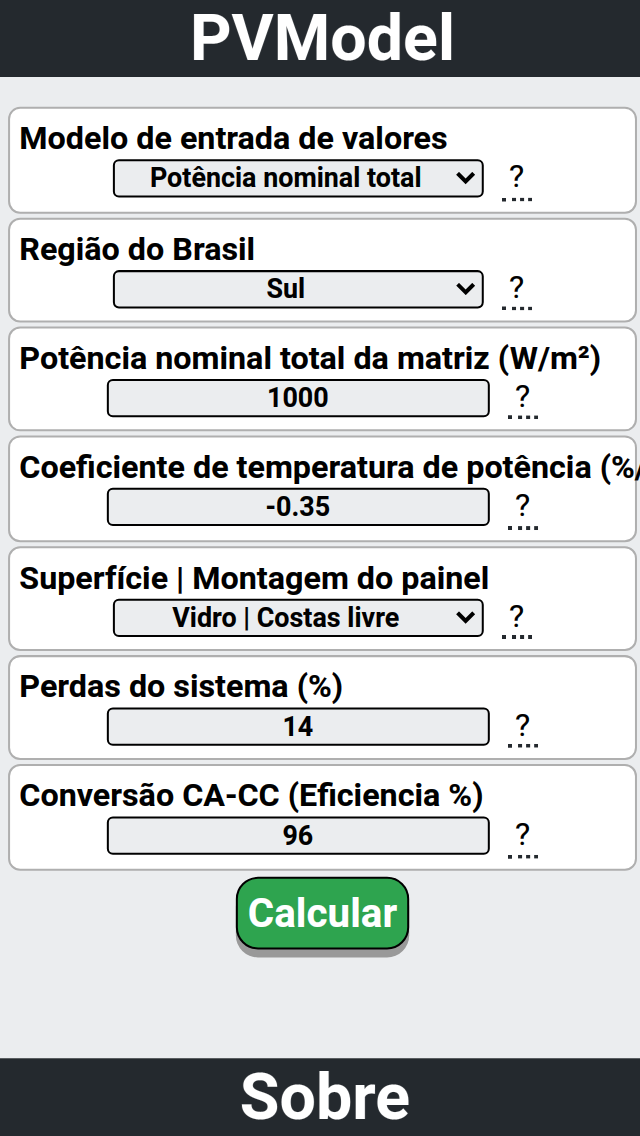 PVModel
Modelo de entrada de valores
Potência nominal total
?
Região do Brasil
Sul
?
Potência nominal total da matriz (W/m²)
1000
?
Coeficiente de temperatura de potência (%/
-0.35
?
Superfície | Montagem do painel
Vidro | Costas livre
?
Perdas do sistema (%)
14
?
Conversão CA-CC (Eficiencia %)
96
?
Calcular
Sobre